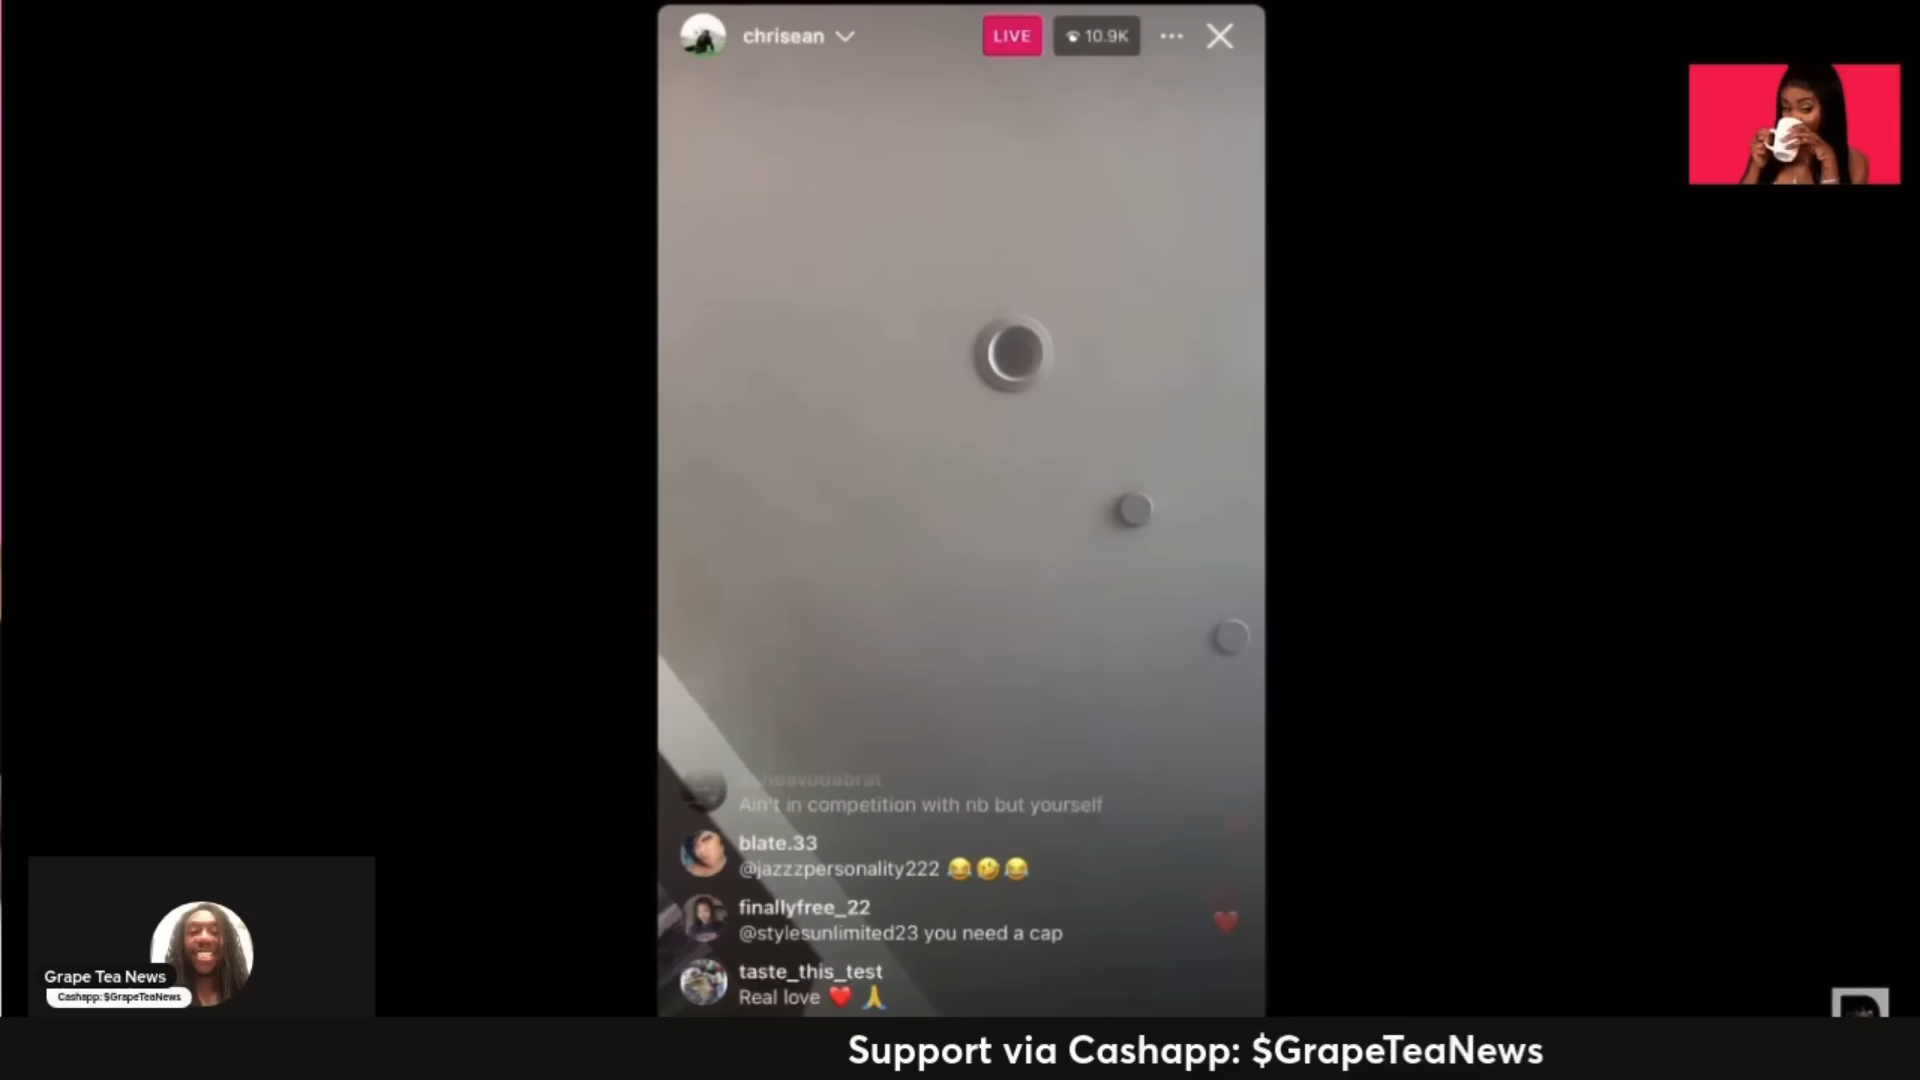 chrisean
LIVE
10.9K
Ain't in competition with nb but yourself
blate.33
@jazzzpersonality222 😂🤣😂
finallyfree_22
@stylesunlimited23 you need a cap
taste_this_test
Real love ❤️ 🙏
Grape Tea News
Cashapp: $GrapeTeaNews
Support via Cashapp: $GrapeTeaNews